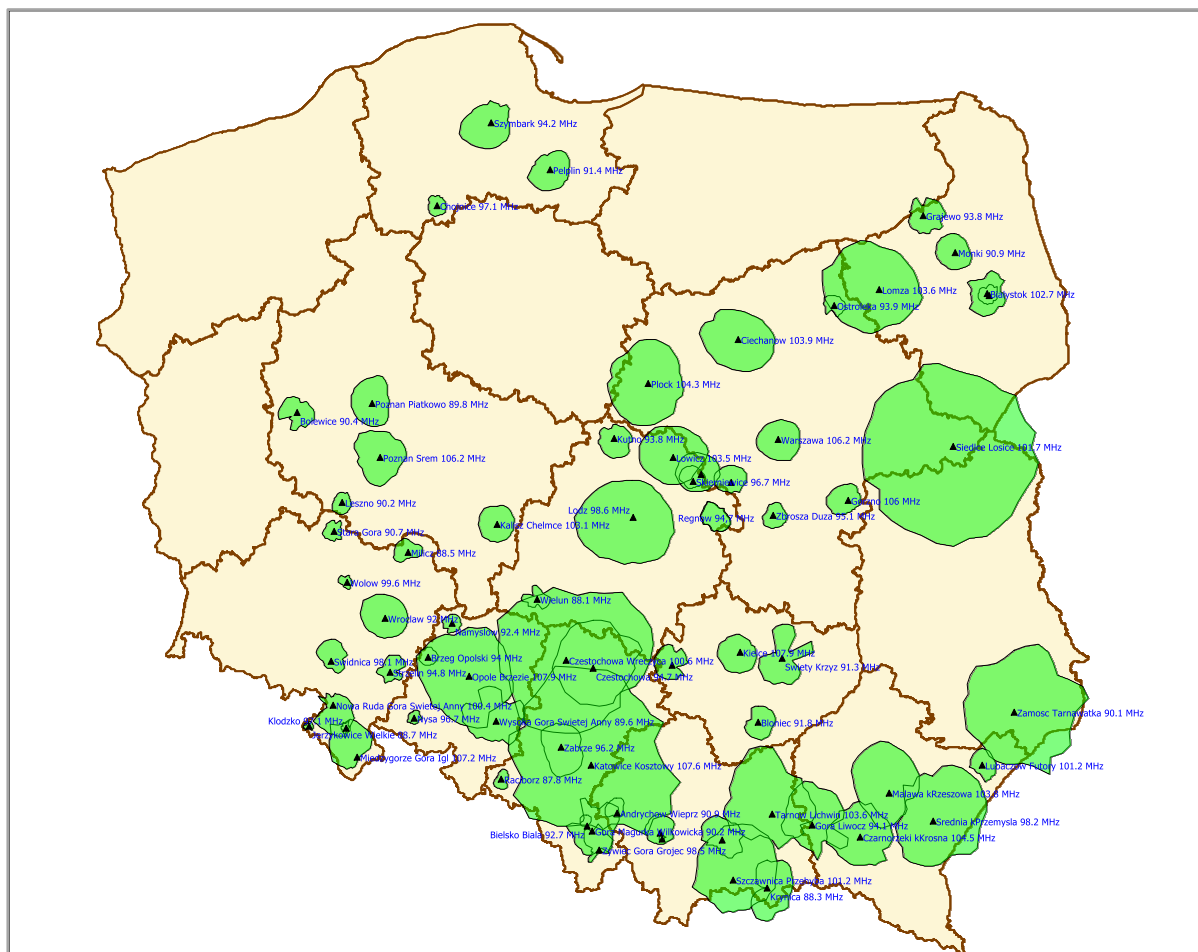 Szymbark 94.2 MHz
Pelplin 91.4 MHz
Chojnice 97.1 MHz
Grajewo 93.8 MHz
Monki 90.9 MHz
Lomza 103.6 MHz
Bialystok 102.7 MHz
Ostroleka 93.9 MHz
Ciechanow 103.9 MHz
Plock 104.3 MHz
Poznan Piatkowo 89.8 MHz
Bolewice 90.4 MHz
Kutno 93.8 MHz
Warszawa 106.2 MHz
Siedlce Losice 101.7 MHz
Poznan Srem 106.2 MHz
Lowicz 103.5 MHz
Skierniewice 96.7 MHz
Leszno 90.2 MHz
Lodz 98.6 MHz
Regnow 94.7 MHz
Zbrosza Duza 93.1 MHz
106 MHz
Kalisz Chelmce 103.1 MHz
Stara Gora 90.7 MHz
Milicz 88.5 MHz
Wolow 99.6 MHz
Wielun 88.1 MHz
Wroclaw 92 MHz
Namyslow 92.4 MHz
Swidnica 98.1 MHz
Brzeg Opolski 94 MHz
Strzelin 94.8 MHz
Opole Brzezie 107.9 MHz
Czestochowa Wreczyca 100.6 MHz
Czestochowa 94.7 MHz
Kielce 107.9 MHz
Swiety Krzyz 91.3 MHz
Nowa Ruda Gora Swietej Anny 100.4 MHz
Klodzko MHz
Jerzykowice Wielkie 88.7 MHz
Nysa 96.7 MHz
Wysoka Gora Swietej Anny 89.6 MHz
Bloniec 91.8 MHz
Zamosc Tarnawatka 90.1 MHz
Miedzygorze Gora Igl 107.2 MHz
Zabrze 96.2 MHz
Katowice Kosztowy 107.6 MHz
Raciborz 87.8 MHz
Lubaczow Futory 101.2 MHz
Malawa kRzeszowa 103.8 MHz
Andrychow Wieprz 90.9 MHz
Tarnow Lichwin 103.6 MHz
Gora Liwocz 94.1 MHz
Srednia kPrzemysla 98.2 MHz
Bielsko Biala 92.7 MHz
Gora Magurka Wilkowicka 90.2 MHz
Czarnorzeki kKrosna 104.5 MHz
Zywiec Gora Grojec 98.5 MHz
Szczawnica Przehyba 101.2 MHz
Krynica 88.3 MHz